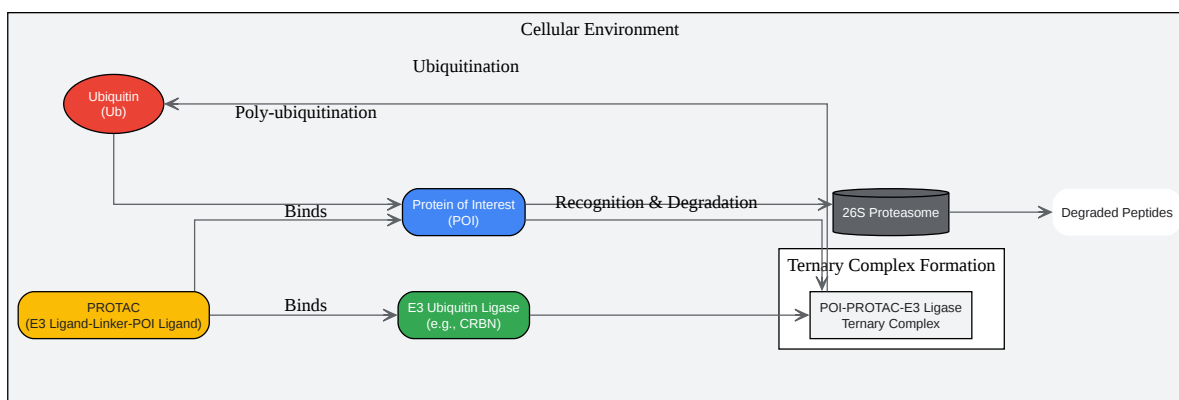 Cellular Environment
Ubiquitination
Ubiquitin
(Ub)
Poly-ubiquitination
Binds
Protein of Interest
(POI)
Recognition & Degradation
26S Proteasome
Degraded Peptides
Ternary Complex Formation
PROTAC
(E3 Ligand-Linker-POI Ligand)
Binds
E3 Ubiquitin Ligase
(e.g., CRBN)
POI-PROTAC-E3 Ligase
Ternary Complex